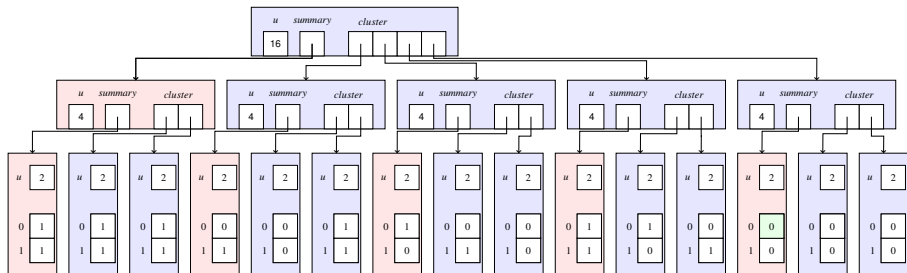 u summary cluster
16
u summary cluster u summary cluster u summary cluster u summary cluster u summary cluster
4 4 4 4 4
u 2 2 2 u 2 2 2 u 2 2 2 u 2 2 2 u 2 2 2
0 1 0 1 0 1 0 0 0 0 0 1 0 1 0 0 0 0 0 1 0 1 0 0 0 0 0 0 0 0
1 1 1 1 1 1 1 1 1 0 1 0 1 0 1 0 1 0 1 1 1 0 1 0 1 0 1 0 1 0